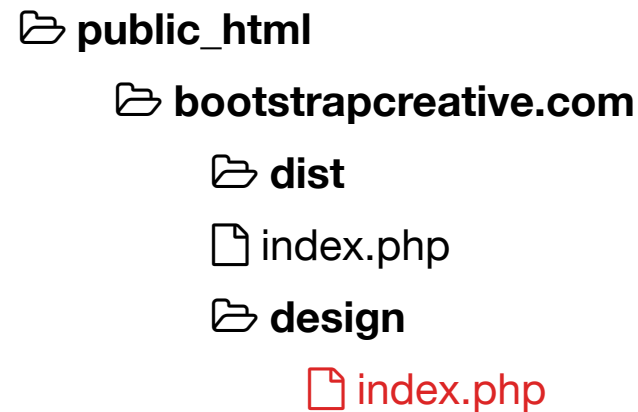 public_html
bootstrapcreative.com
dist
index.php
design
index.php